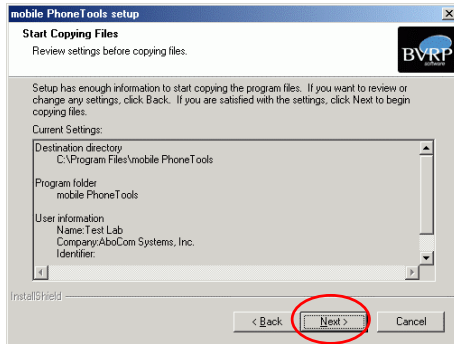 mobile PhoneTools setup
Start Copying Files
Review settings before copying files.
BVRP
software
Setup has enough information to start copying the program files.  If you want to review or
change any settings, click Back.  If you are satisfied with the settings, click Next to begin
copying files.
Current Settings:
Destination directory
C:\Program Files\mobile PhoneTools
Program folder
mobile PhoneTools
User information
Name:Test Lab
Company:AboCom Systems, Inc.
Identifier:
InstallShield
< Back
Next >
Cancel